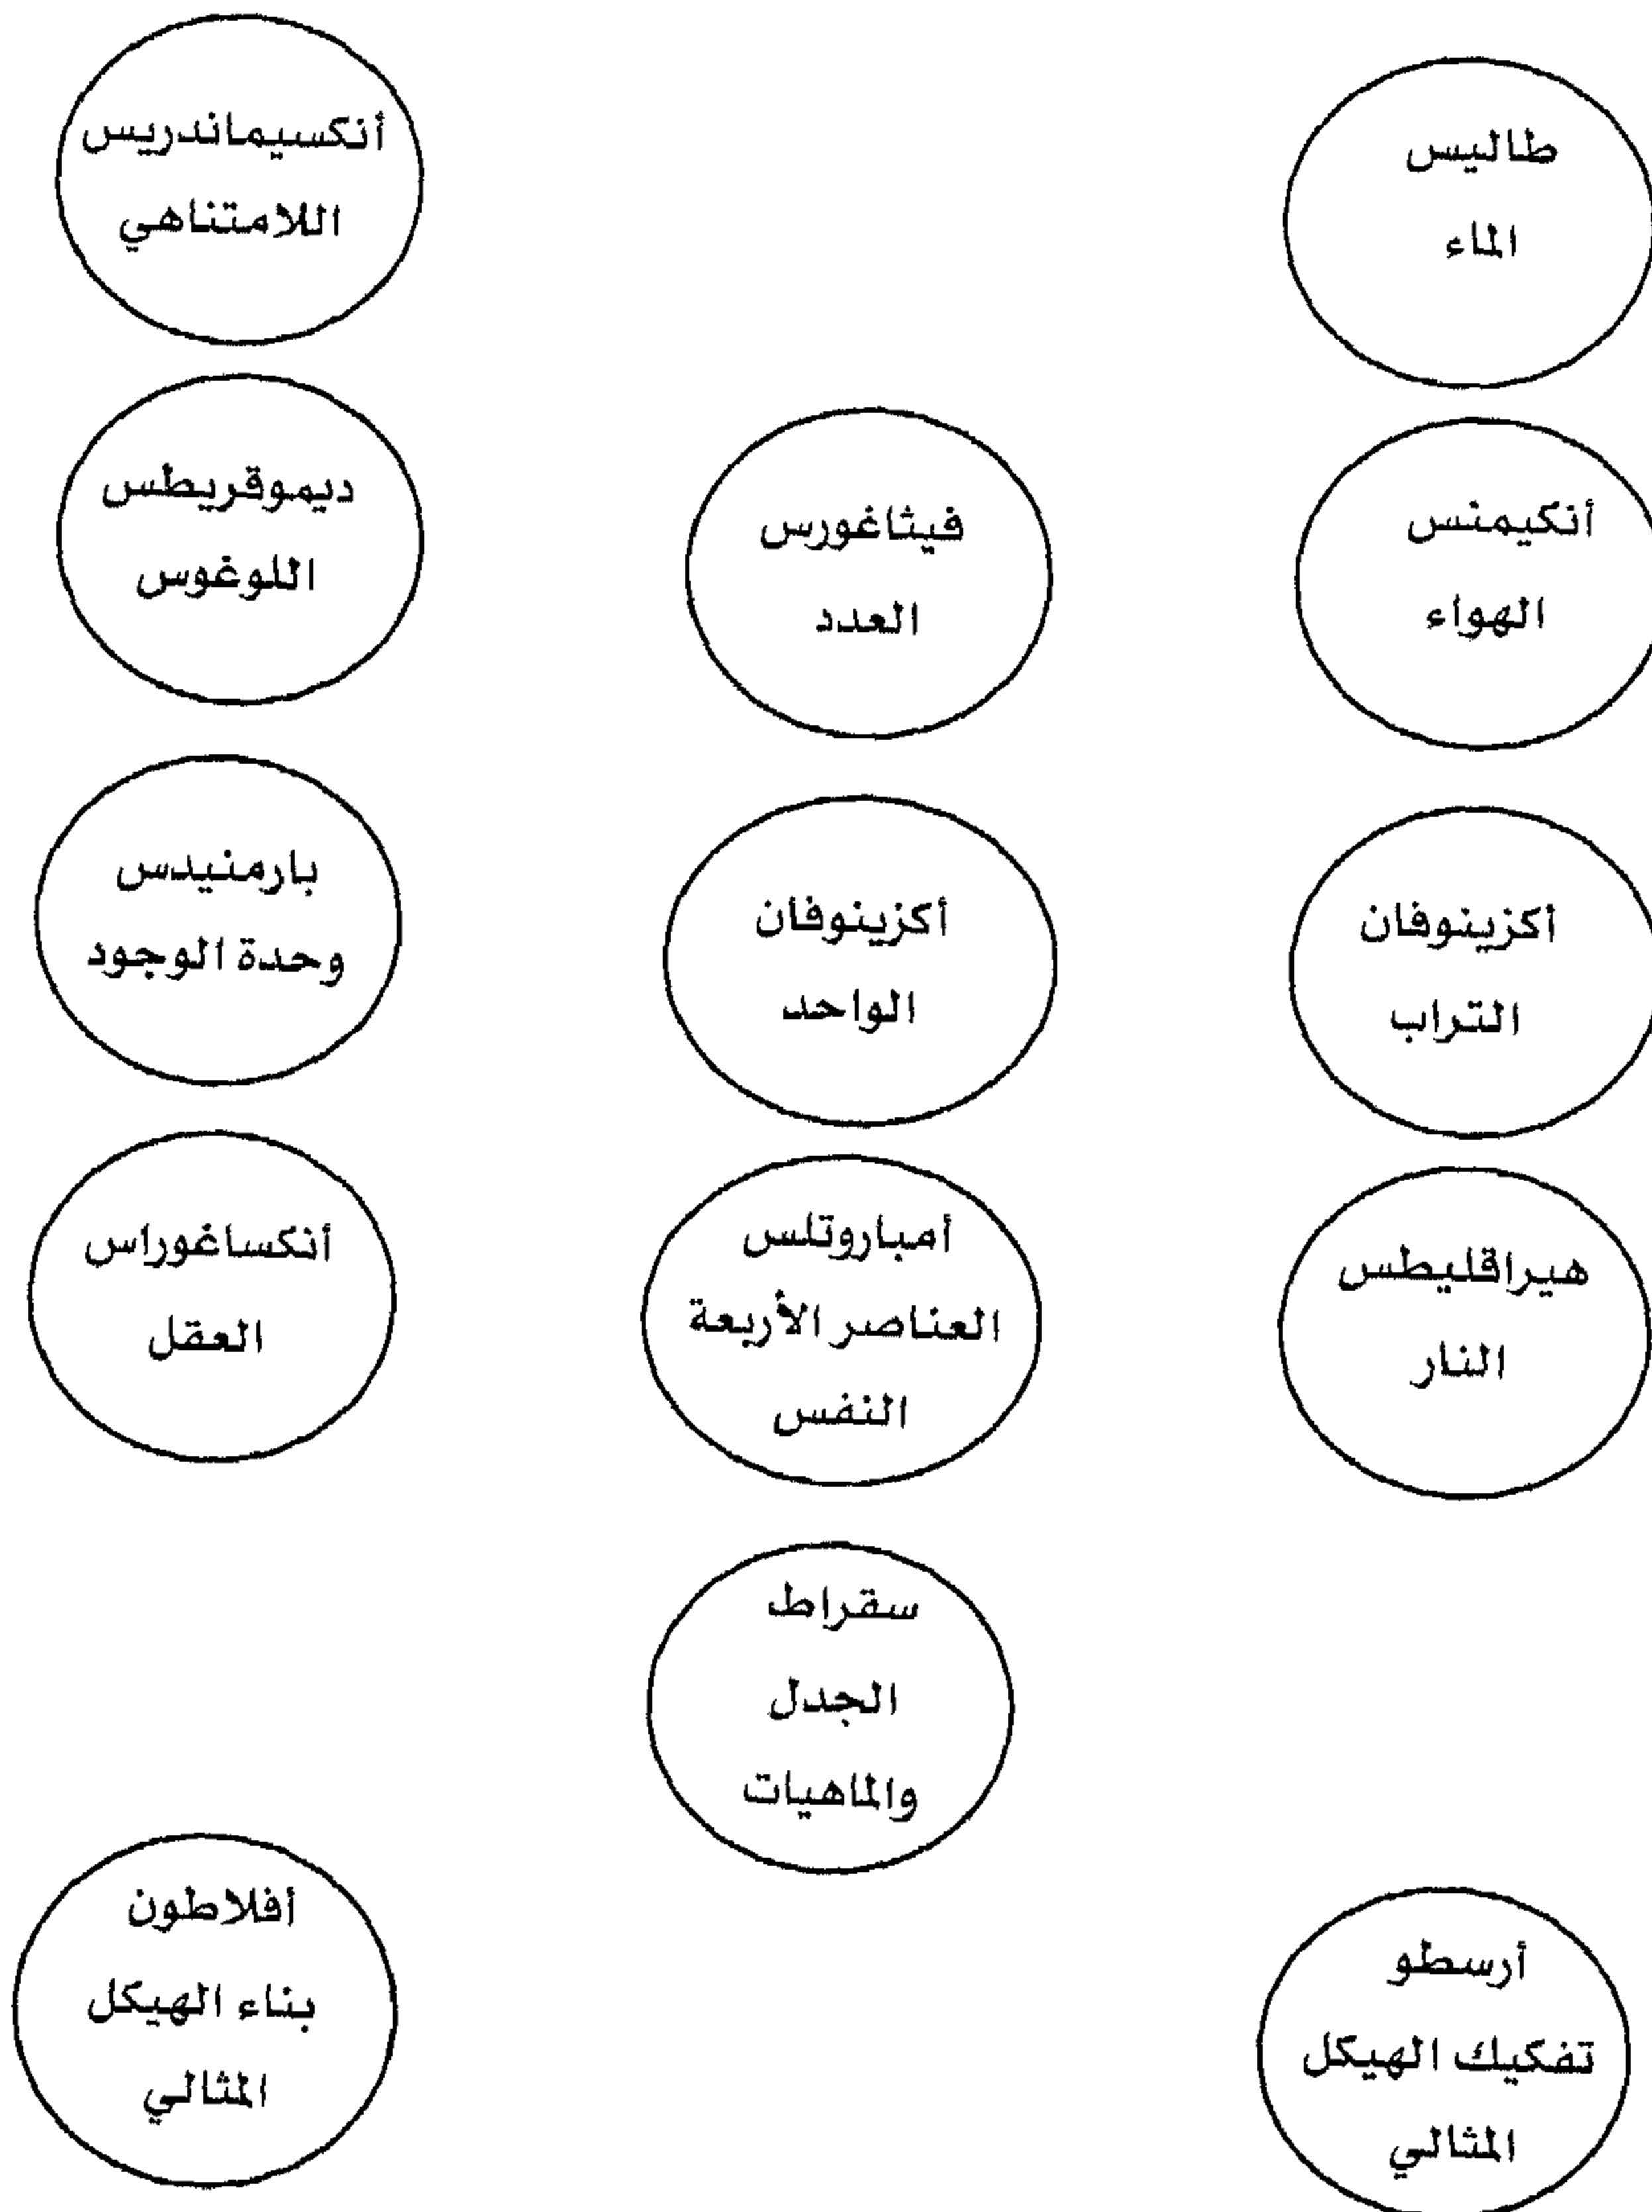 طاليس
الماء
أنكسيماندريس
اللامتناهي
أنكيمنس
الهواء
فيثاغورس
العدد
ديموقريطس
اللوغوس
أكزينوفان
التراب
أكزينوفان
الواحد
بارمنيدس
وحدة الوجود
هيراقليطس
النار
أمباروتلس
العناصر الأربعة
النفس
أنكساغوراس
العقل
سقراط
الجدل
والماهيات
أرسطو
تفكيك الهيكل
المثالي
أفلاطون
بناء الهيكل
المثالي